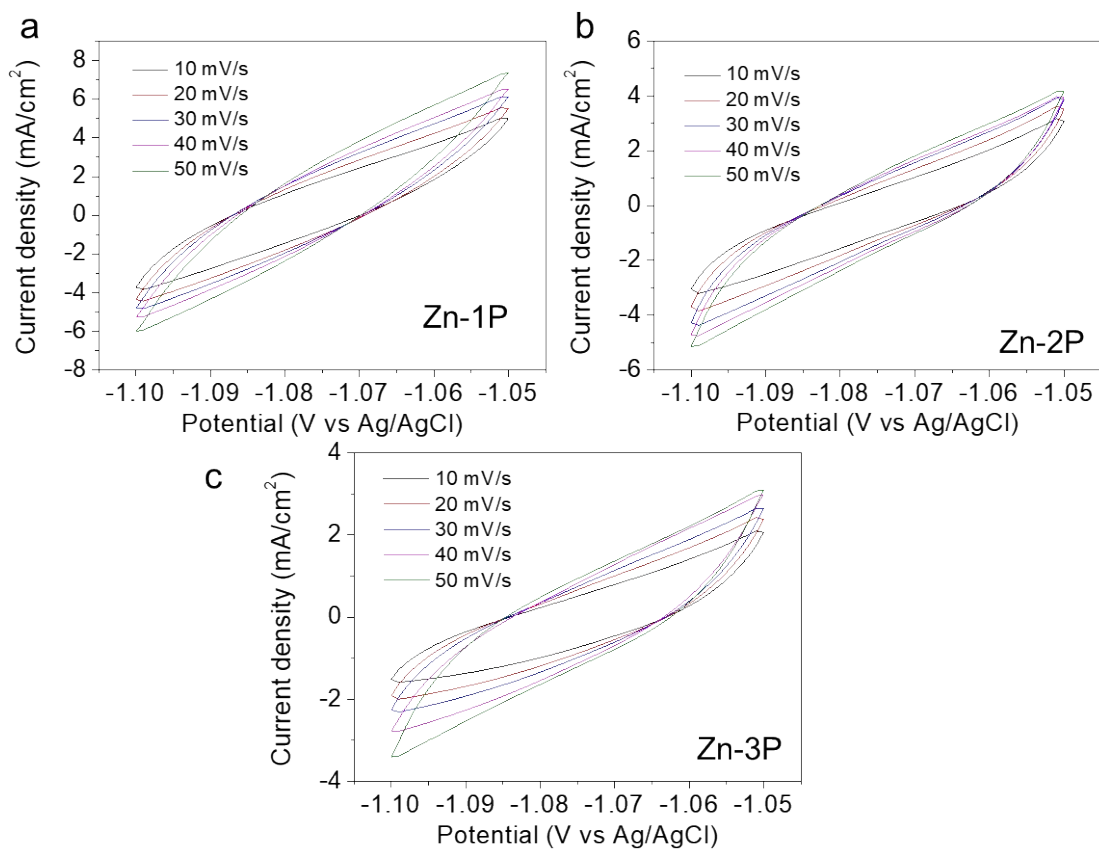 a
Current density (mA/cm²)
8
6
4
2
0
-2
-4
-6
-8
10 mV/s
20 mV/s
30 mV/s
40 mV/s
50 mV/s
Zn-1P
-1.10 -1.09 -1.08 -1.07 -1.06 -1.05
Potential (V vs Ag/AgCl)
b
Current density (mA/cm²)
6
4
2
0
-2
-4
-6
10 mV/s
20 mV/s
30 mV/s
40 mV/s
50 mV/s
Zn-2P
-1.10 -1.09 -1.08 -1.07 -1.06 -1.05
Potential (V vs Ag/AgCl)
c
Current density (mA/cm²)
4
2
0
-2
-4
10 mV/s
20 mV/s
30 mV/s
40 mV/s
50 mV/s
Zn-3P
-1.10 -1.09 -1.08 -1.07 -1.06 -1.05
Potential (V vs Ag/AgCl)